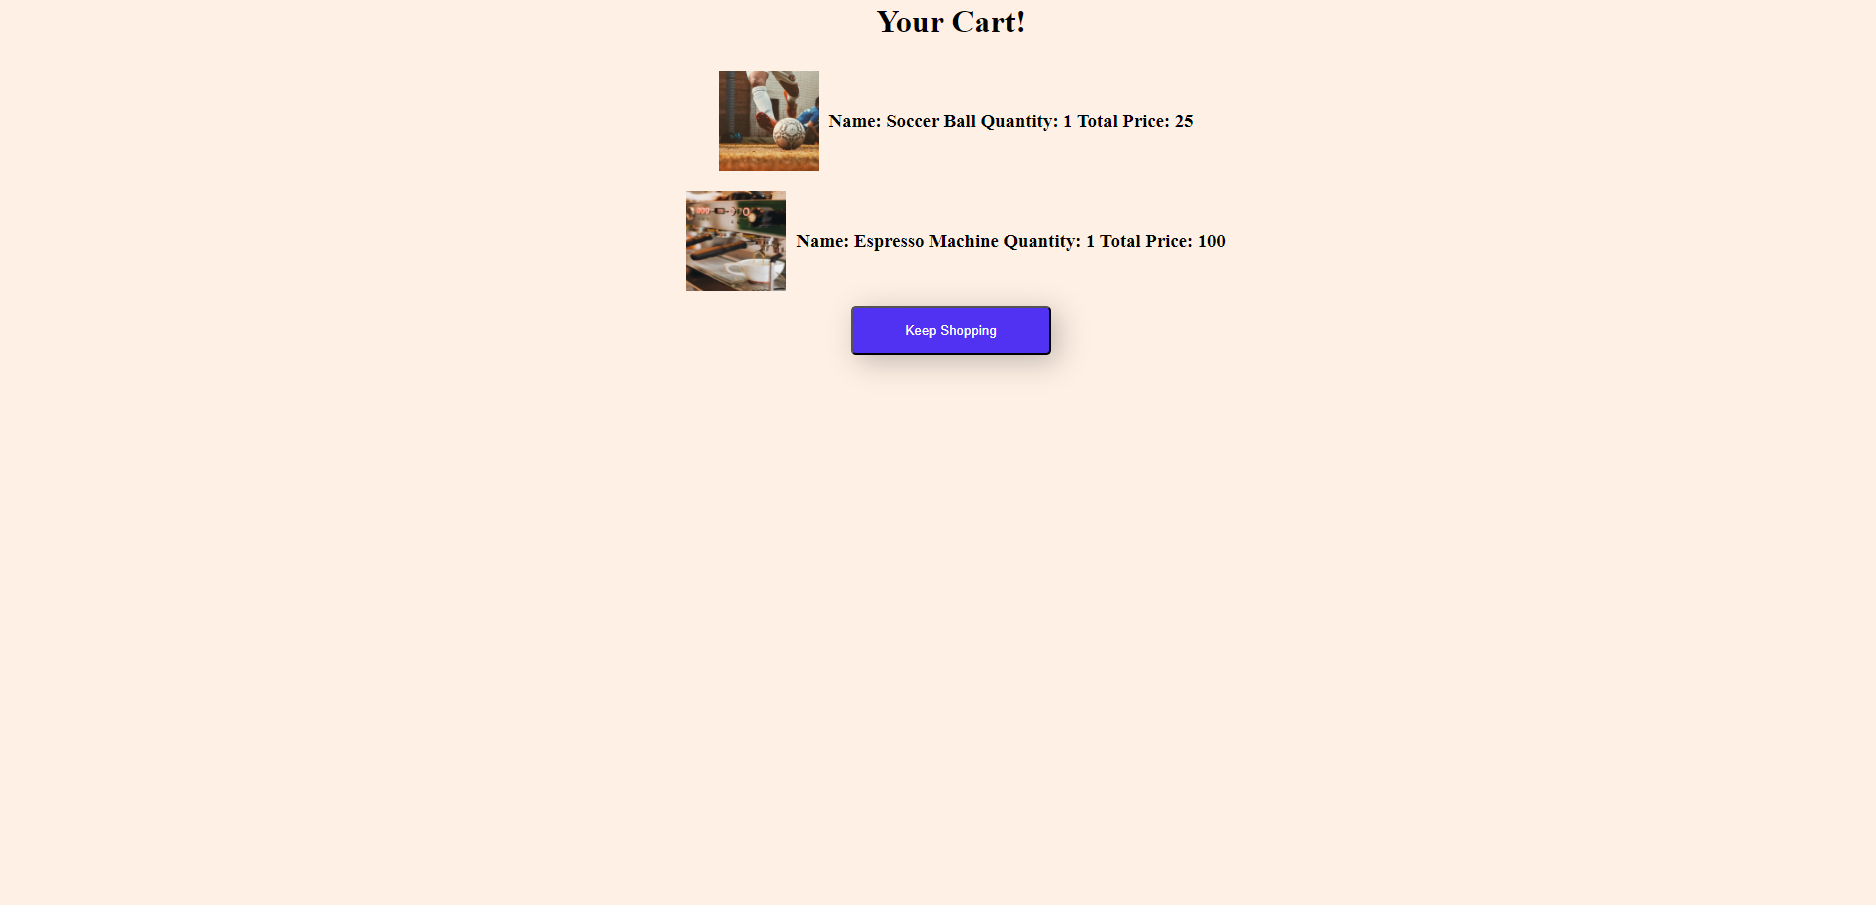 Your Cart!
Name: Soccer Ball Quantity: 1 Total Price: 25
Name: Espresso Machine Quantity: 1 Total Price: 100
Keep Shopping